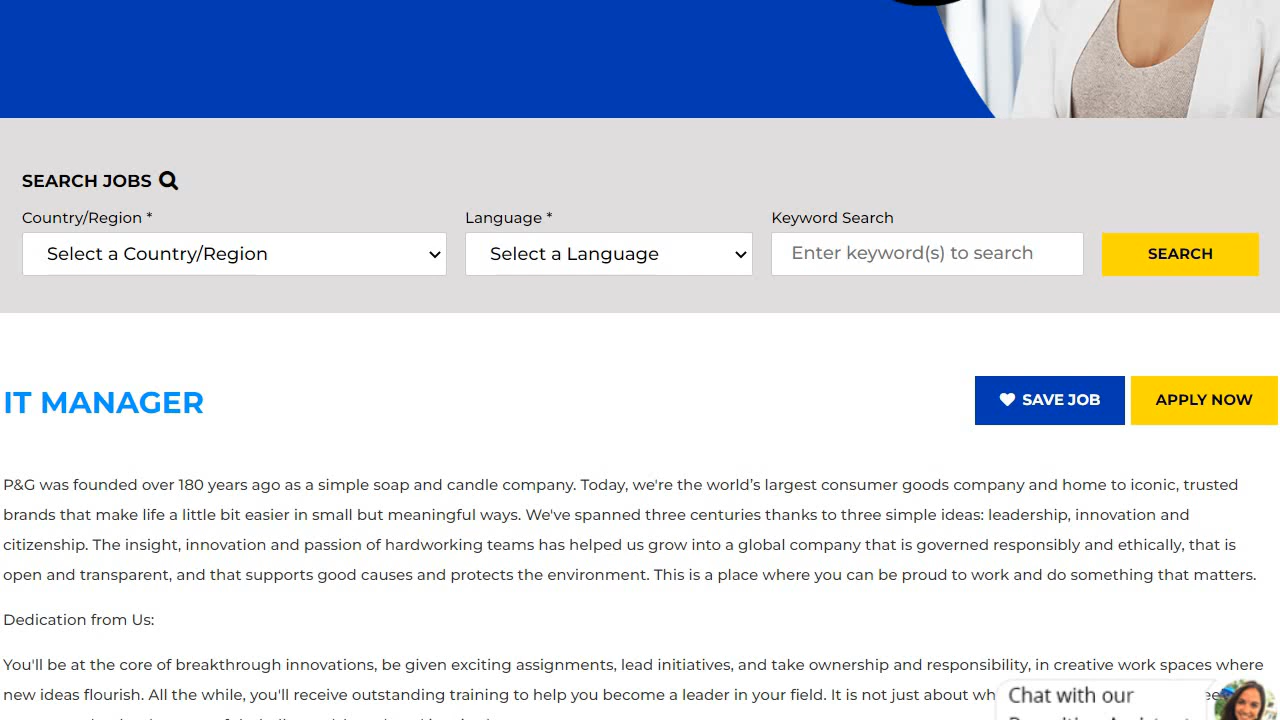 SEARCH JOBS
Country/Region *
Language *
Keyword Search
Select a Country/Region
Select a Language
Enter keyword(s) to search
SEARCH
IT MANAGER
SAVE JOB
APPLY NOW
P&G was founded over 180 years ago as a simple soap and candle company. Today, we're the world’s largest consumer goods company and home to iconic, trusted
brands that make life a little bit easier in small but meaningful ways. We've spanned three centuries thanks to three simple ideas: leadership, innovation and
citizenship. The insight, innovation and passion of hardworking teams has helped us grow into a global company that is governed responsibly and ethically, that is
open and transparent, and that supports good causes and protects the environment. This is a place where you can be proud to work and do something that matters.
Dedication from Us:
You'll be at the core of breakthrough innovations, be given exciting assignments, lead initiatives, and take ownership and responsibility, in creative work spaces where
new ideas flourish. All the while, you'll receive outstanding training to help you become a leader in your field. It is not just about
Chat with our